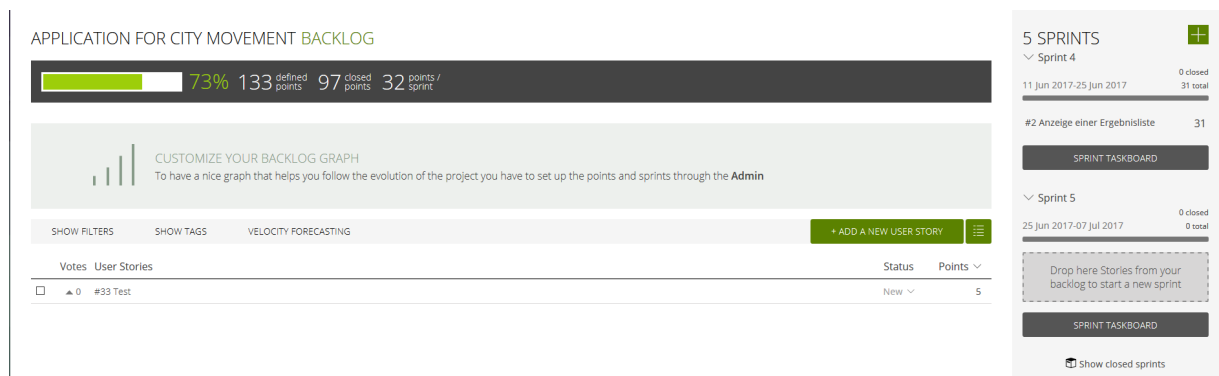 APPLICATION FOR CITY MOVEMENT BACKLOG
73% 133 defined points 97 closed points 32 points / sprint
CUSTOMIZE YOUR BACKLOG GRAPH
To have a nice graph that helps you follow the evolution of the project you have to set up the points and sprints through the Admin
SHOW FILTERS SHOW TAGS VELOCITY FORECASTING + ADD A NEW USER STORY
Votes User Stories Status Points
0 #33 Test New 5
5 SPRINTS
Sprint 4
0 closed
11 Jun 2017-25 Jun 2017 31 total
#2 Anzeige einer Ergebnisliste 31
SPRINT TASKBOARD
Sprint 5
0 closed
25 Jun 2017-07 Jul 2017 0 total
Drop here Stories from your
backlog to start a new sprint
SPRINT TASKBOARD
Show closed sprints